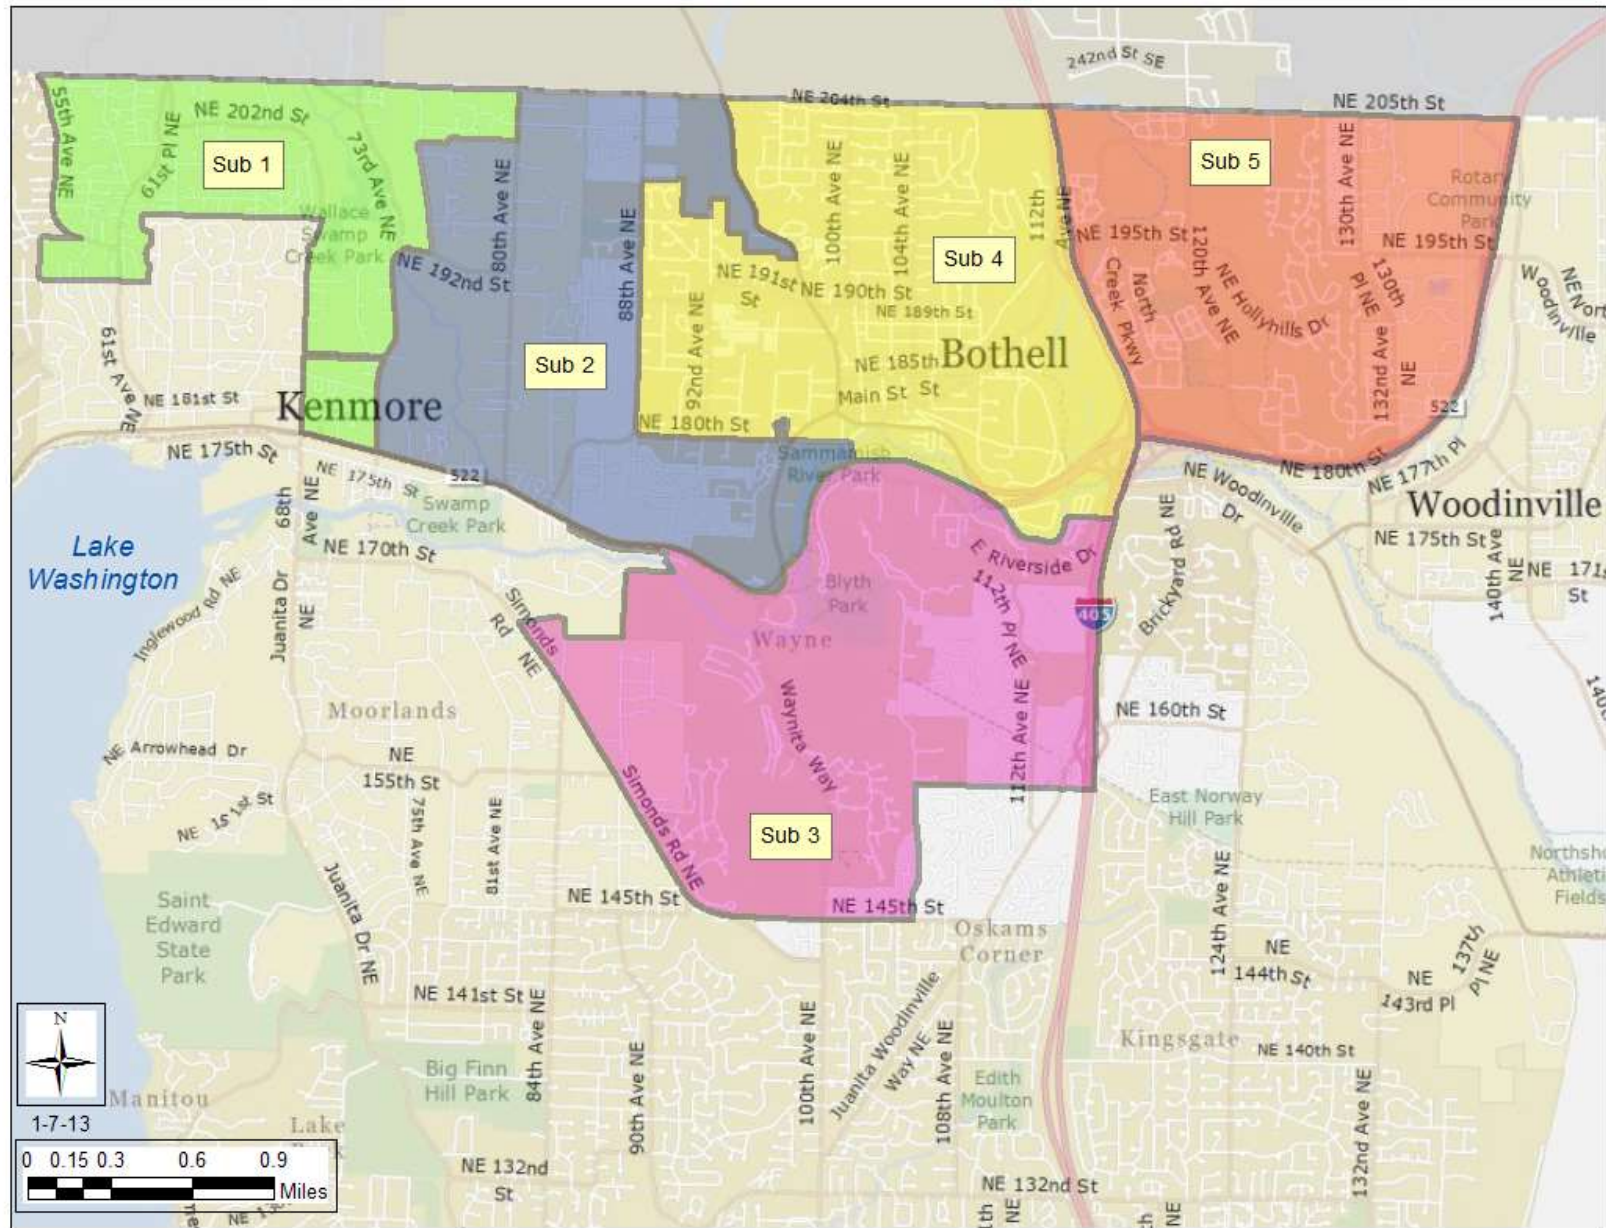 242nd St SE
NE 204th St
NE 205th St
55th Ave NE
61st Pl NE
NE 202nd St
73rd Ave NE
Sub 1
Wallace
Swamp
Creek Park
80th Ave NE
NE 192nd St
88th Ave NE
Sub 2
100th Ave NE
104th Ave NE
112th
Ave NE
Sub 4
NE 191st
St
NE 190th St
NE 189th St
92nd Ave NE
NE 185th
St
Main St
Bothell
NE 180th St
Sub 5
130th Ave NE
Rotary
Community
Park
NE 195th St
NE 195th St
120th Ave NE
North
Creek Pkwy
NE Hollyhills Dr
130th
Pl NE
132nd Ave
NE
522
NE North
Woodinville
61st Ave NE
NE 181st St
Kenmore
NE 175th St
NE 175th St
522
Swamp
Creek Park
68th
Ave NE
NE 170th St
Lake
Washington
Inglewood Rd NE
Juanita Dr
NE
Simonds
Rd
Simonds
NE
Sammamish
River Park
Blyth
Park
Wayne
E Riverside Dr
112th Pl NE
112th Ave NE
405
Brickyard Rd NE
NE Woodinville
Dr
NE 180th St
NE 177th Pl
Woodinville
NE 175th St
140th Ave
NE
NE 171s
St
NE 160th St
Moorlands
NE Arrowhead Dr
NE
155th St
NE 151st St
75th Ave NE
81st Ave NE
Waynita Way
Simonds Rd NE
Sub 3
East Norway
Hill Park
Northsho
Athleti
Fields
NE 145th St
NE 145th St
Saint
Edward
State
Park
Juanita Dr NE
Oskams
Corner
124th Ave NE
NE
144th St
NE
143rd Pl
137th
Pl NE
NE 141st St
84th Ave NE
Big Finn
Hill Park
90th Ave NE
100th Ave NE
Juanita Woodinville
Way NE
108th Ave NE
Edith
Moulton
Park
Kingsgate
NE 140th St
132nd Ave NE
Manitou
Lake
NE 132nd
St
NE 132nd St
N
1-7-13
0 0.15 0.3 0.6 0.9
Miles